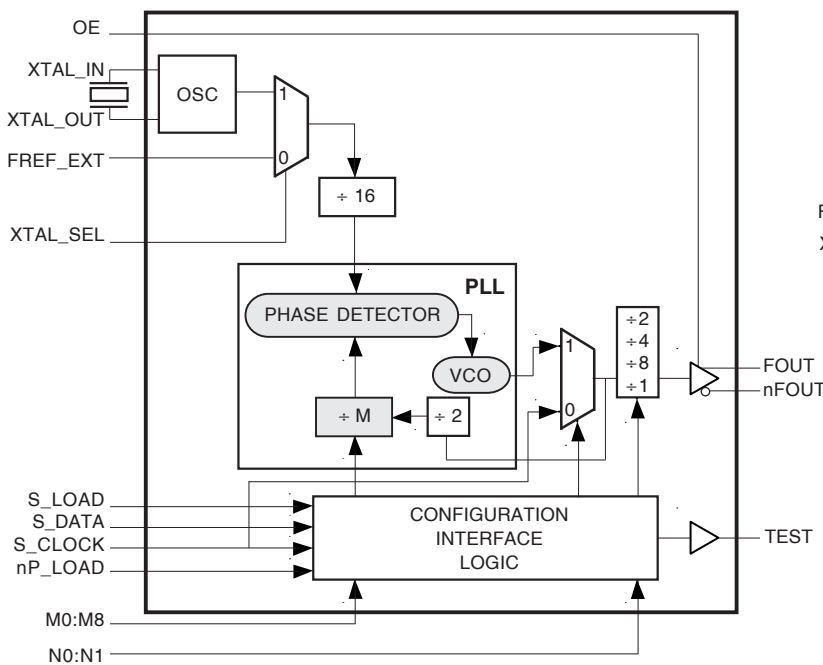 OE
XTAL_IN
OSC
XTAL_OUT
1
FREF_EXT
0
÷ 16
XTAL_SEL
F
X
PLL
PHASE DETECTOR
VCO
1
÷2
÷4
÷8
÷1
FOUT
nFOUT
÷ M
÷ 2
0
S_LOAD
S_DATA
S_CLOCK
nP_LOAD
CONFIGURATION
INTERFACE
LOGIC
TEST
M0:M8
N0:N1